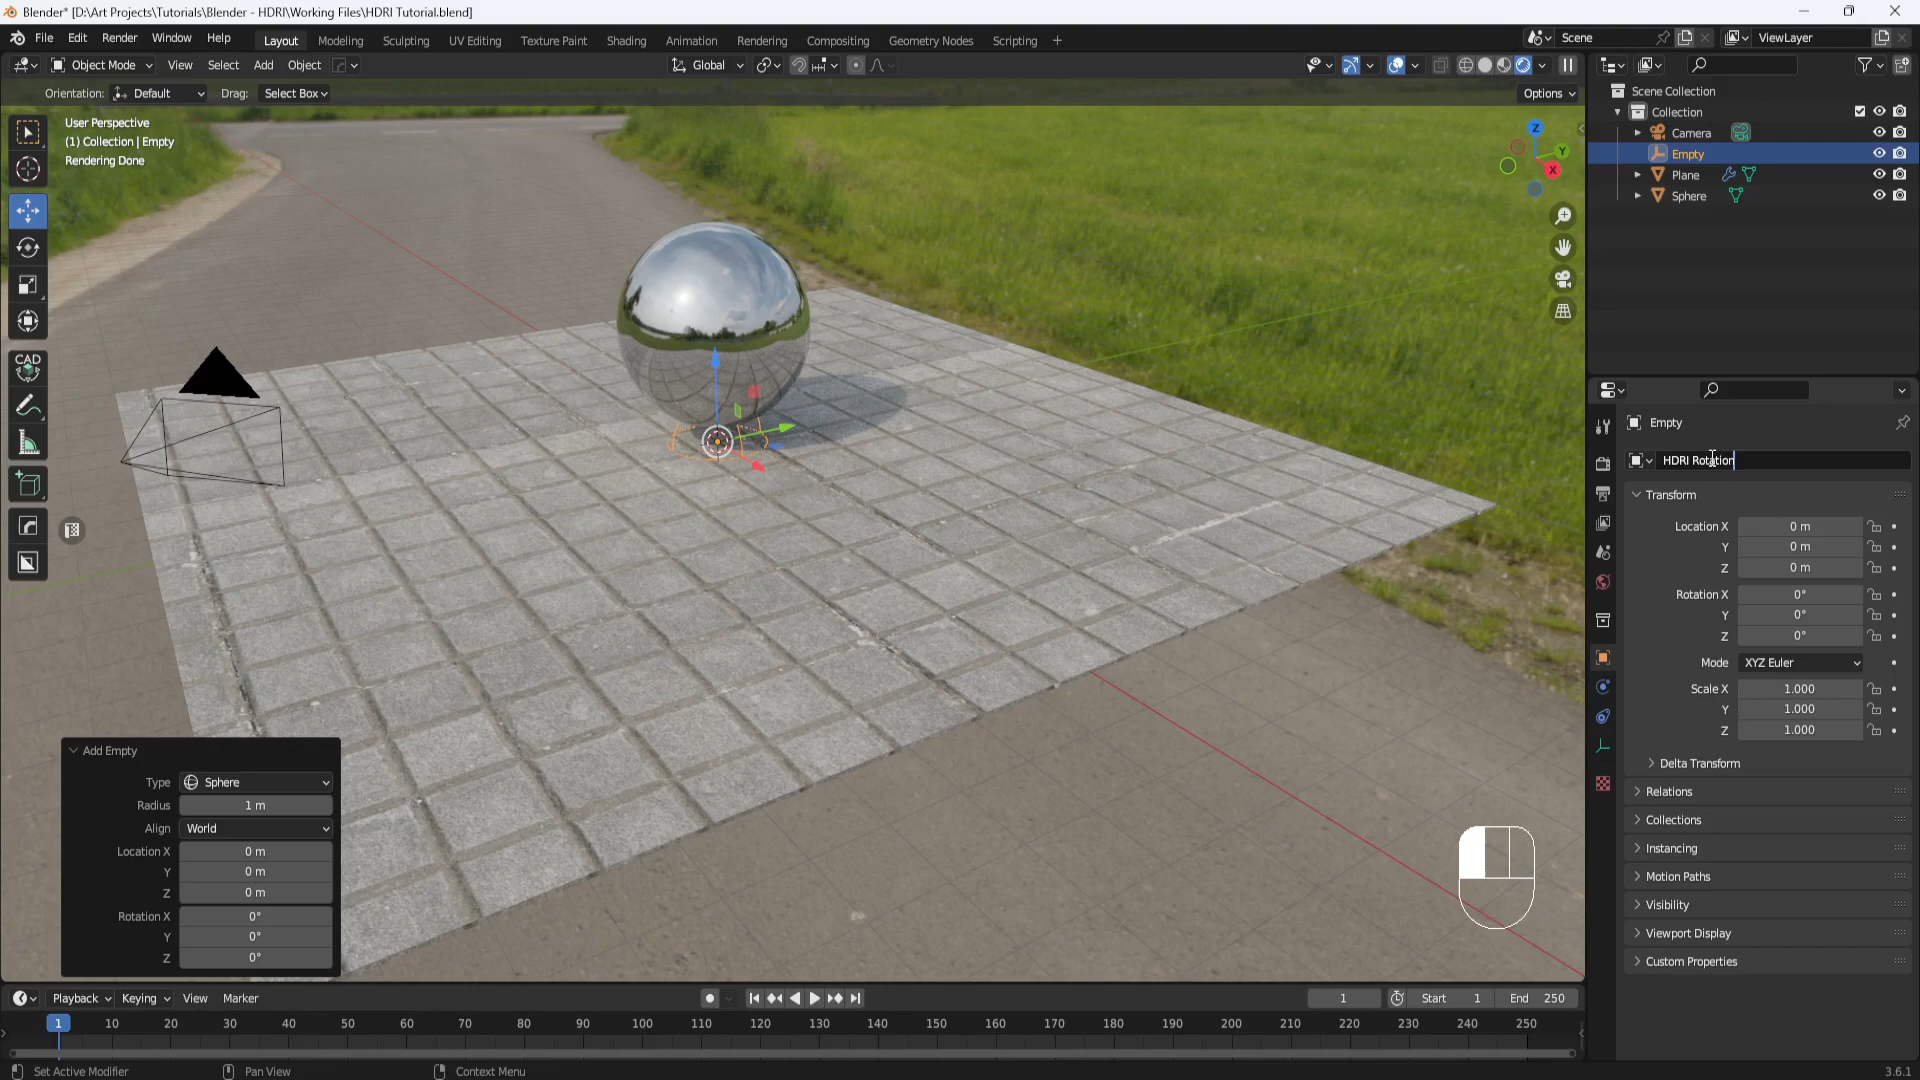 Blender* [D:\Art Projects\Tutorials\Blender - HDRI\Working Files\HDRI Tutorial.blend]
File Edit Render Window Help Layout Modeling Sculpting UV Editing Texture Paint Shading Animation Rendering Compositing Geometry Nodes Scripting + Scene ViewLayer
Object Mode View Select Add Object Global
Orientation: Default Drag: Select Box Options
User Perspective
(1) Collection | Empty
Rendering Done
Z
Y
X
CAD
Scene Collection
Collection
Camera
Empty
Plane
Sphere
Empty
HDRI Rotation
Transform
Location X 0 m
Y 0 m
Z 0 m
Rotation X 0°
Y 0°
Z 0°
Mode XYZ Euler
Scale X 1.000
Y 1.000
Z 1.000
Delta Transform
Relations
Collections
Instancing
Motion Paths
Visibility
Viewport Display
Custom Properties
Add Empty
Type Sphere
Radius 1 m
Align World
Location X 0 m
Y 0 m
Z 0 m
Rotation X 0°
Y 0°
Z 0°
Playback Keying View Marker 1 Start 1 End 250
1 10 20 30 40 50 60 70 80 90 100 110 120 130 140 150 160 170 180 190 200 210 220 230 240 250
Set Active Modifier Pan View Context Menu 3.6.1